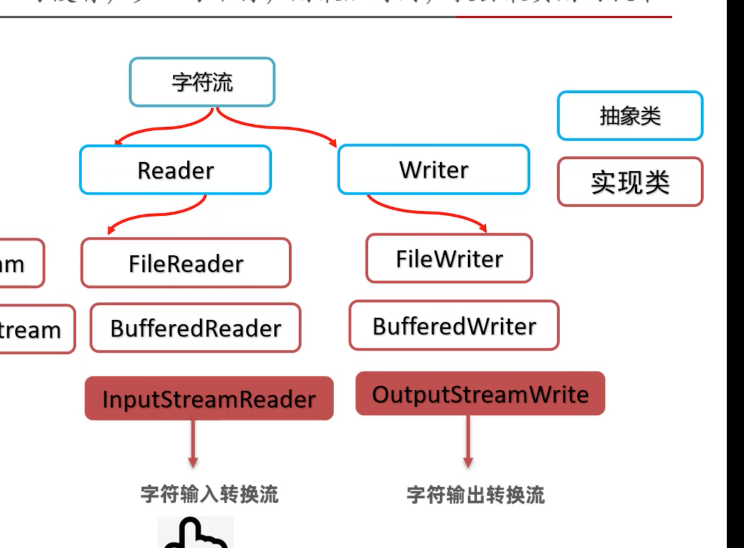 字符流
抽象类
Reader
Writer
实现类
am
FileReader
FileWriter
tream
BufferedReader
BufferedWriter
InputStreamReader
OutputStreamWrite
字符输入转换流
字符输出转换流